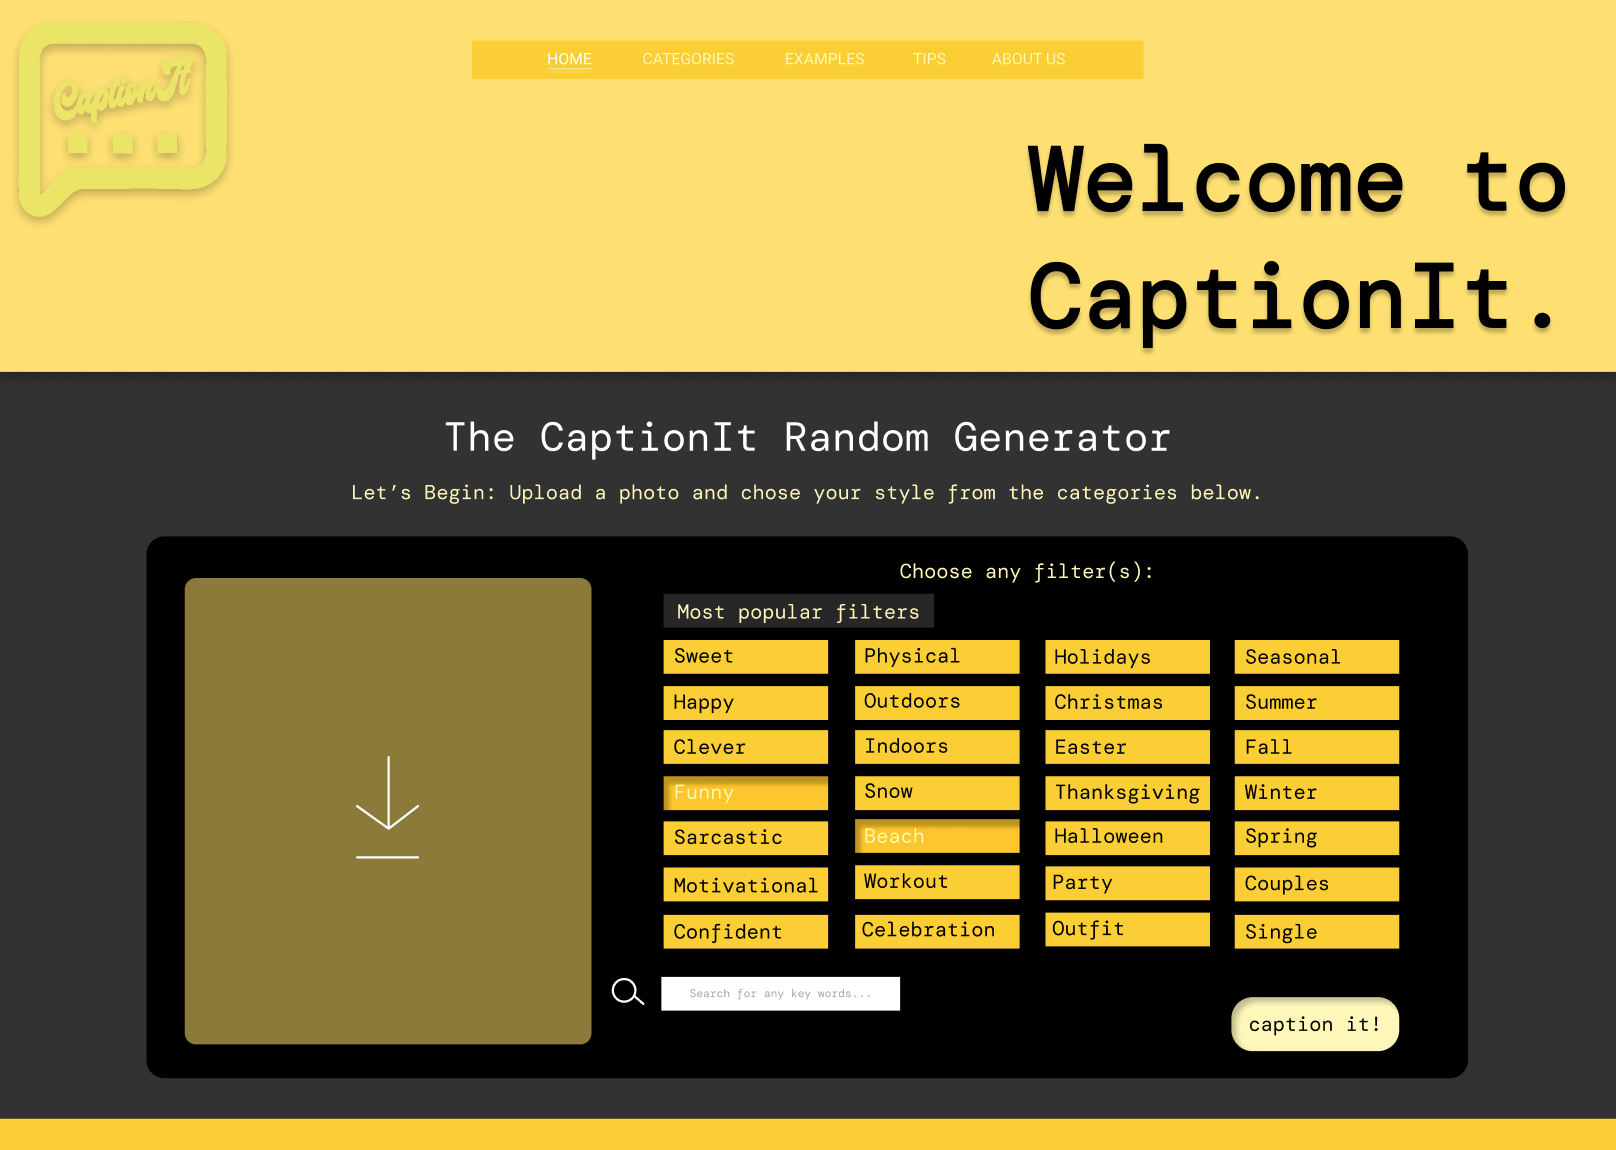 CaptionIt
HOME CATEGORIES EXAMPLES TIPS ABOUT US
Welcome to
CaptionIt.
The CaptionIt Random Generator
Let’s Begin: Upload a photo and chose your style from the categories below.
Choose any filter(s):
Most popular filters
Sweet Physical Holidays Seasonal
Happy Outdoors Christmas Summer
Clever Indoors Easter Fall
Funny Snow Thanksgiving Winter
Sarcastic Beach Halloween Spring
Motivational Workout Party Couples
Confident Celebration Outfit Single
Search for any key words...
caption it!